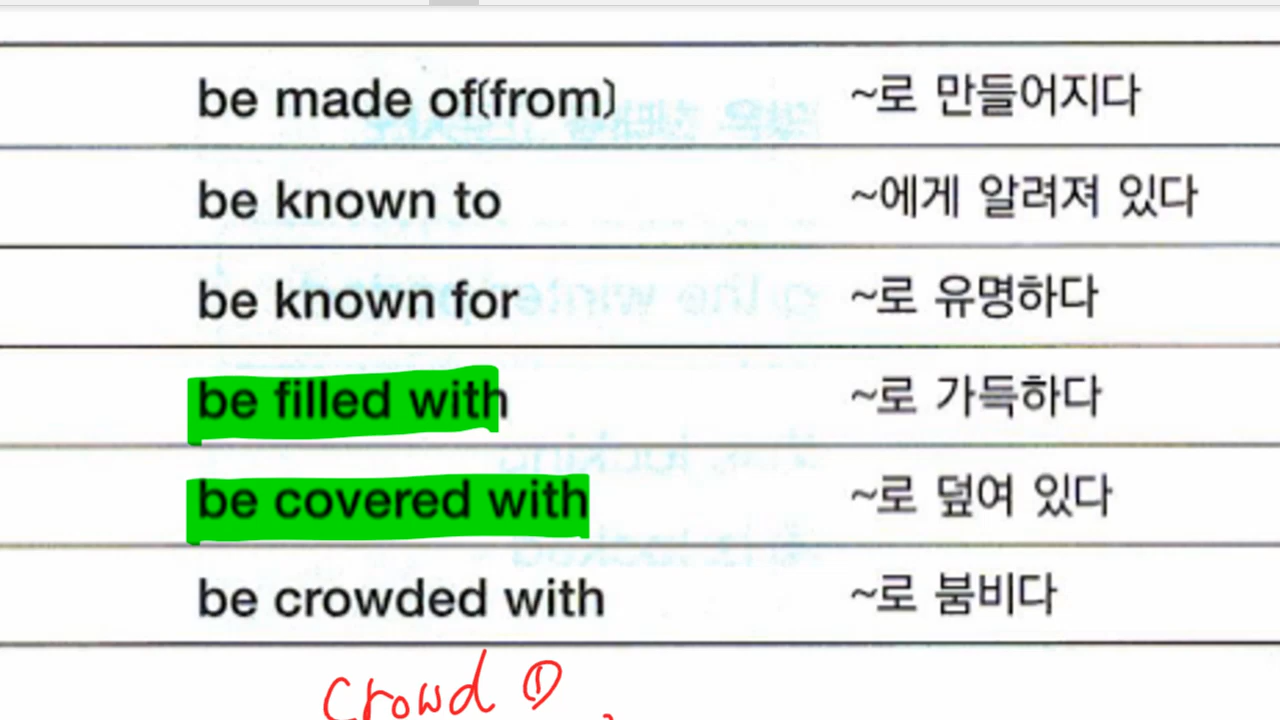 be made of(from) ~로 만들어지다
be known to ~에게 알려져 있다
be known for ~로 유명하다
be filled with ~로 가득하다
be covered with ~로 덮여 있다
be crowded with ~로 붐비다
crowd ①